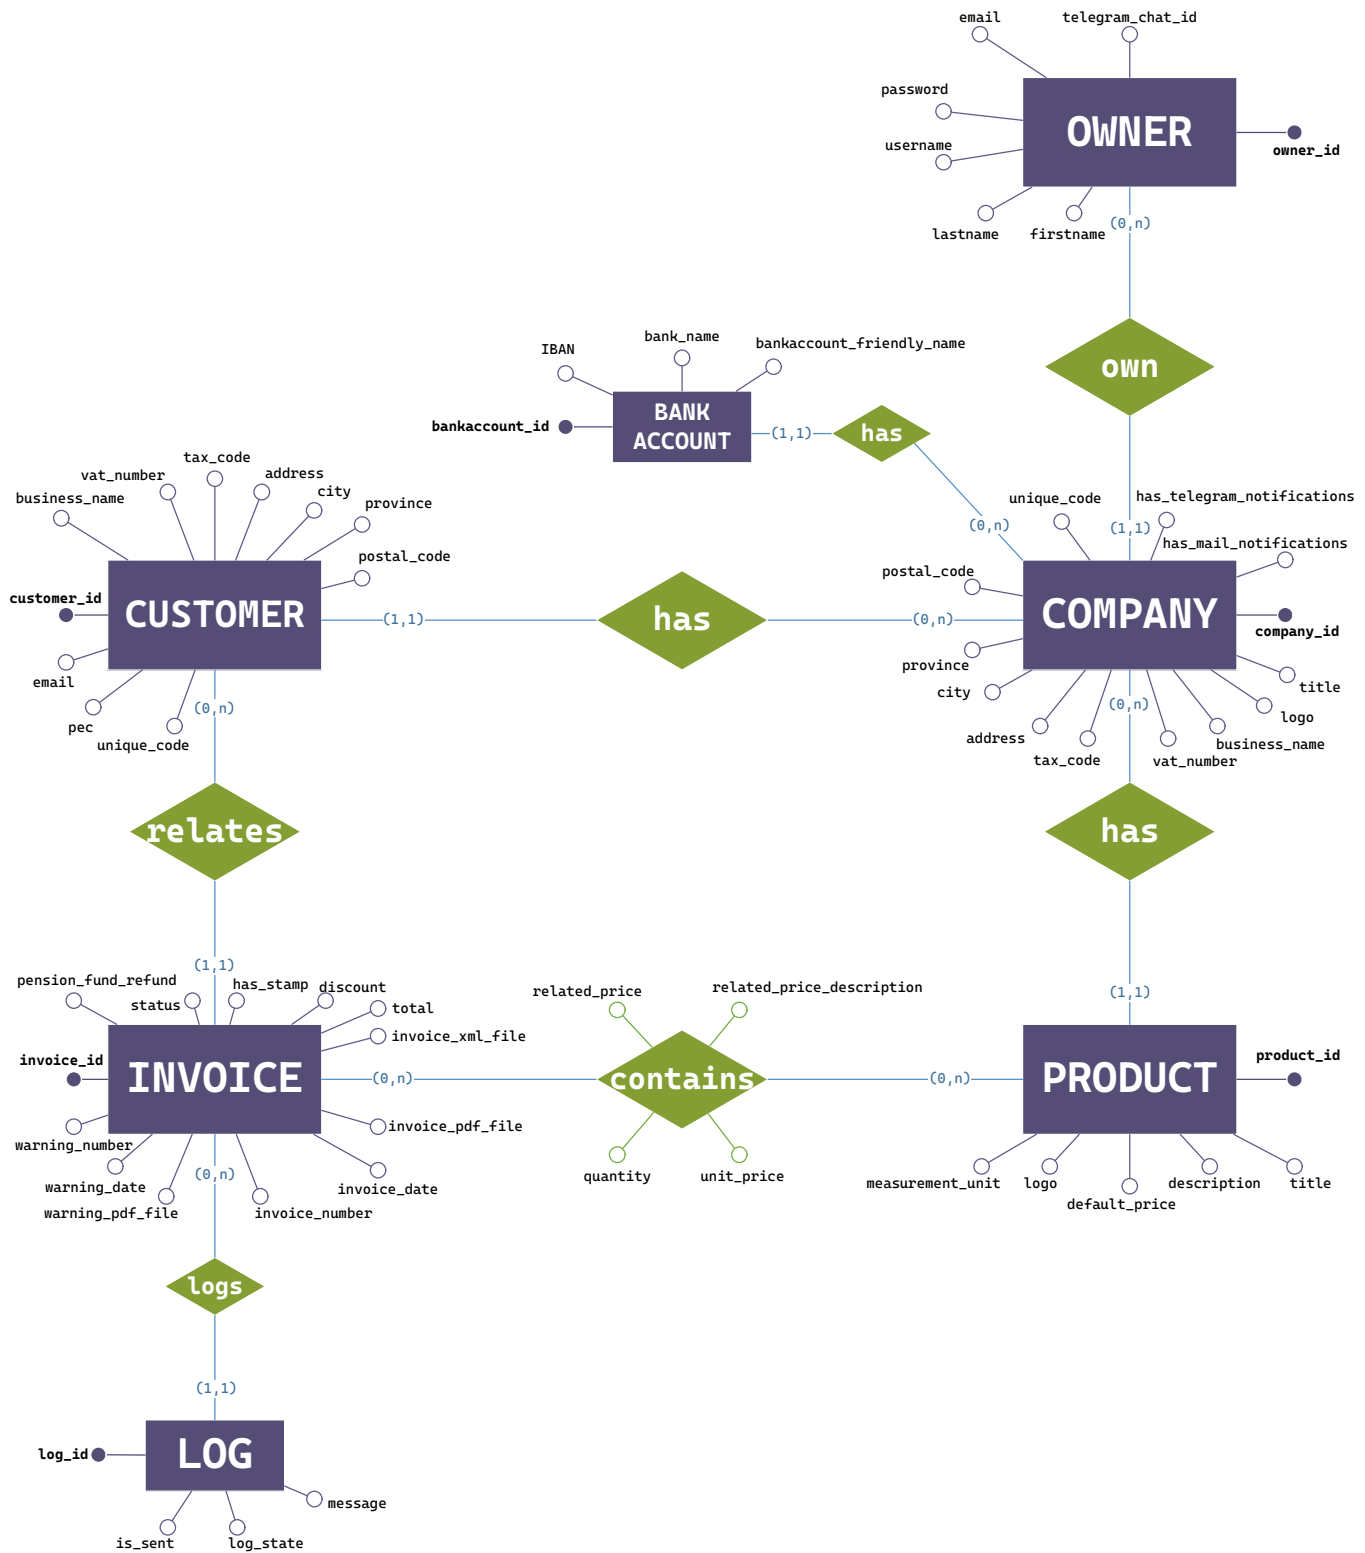 email
telegram_chat_id
password
OWNER
username
owner_id
lastname
firstname
(0,n)
bank_name
bankaccount_friendly_name
IBAN
own
BANK
ACCOUNT
bankaccount_id
(1,1)
has
tax_code
vat_number
address
city
business_name
province
unique_code
has_telegram_notifications
(0,n)
(1,1)
has_mail_notifications
postal_code
postal_code
customer_id
CUSTOMER
(1,1)
has
(0,n)
COMPANY
company_id
email
pec
unique_code
(0,n)
province
city
title
logo
(0,n)
address
tax_code
vat_number
business_name
relates
has
(1,1)
pension_fund_refund
status
has_stamp
discount
total
invoice_xml_file
related_price
related_price_description
(1,1)
invoice_id
INVOICE
(0,n)
contains
(0,n)
PRODUCT
product_id
warning_number
invoice_pdf_file
warning_date
(0,n)
invoice_date
warning_pdf_file
invoice_number
quantity
unit_price
measurement_unit
logo
default_price
description
title
logs
(1,1)
log_id
LOG
message
is_sent
log_state